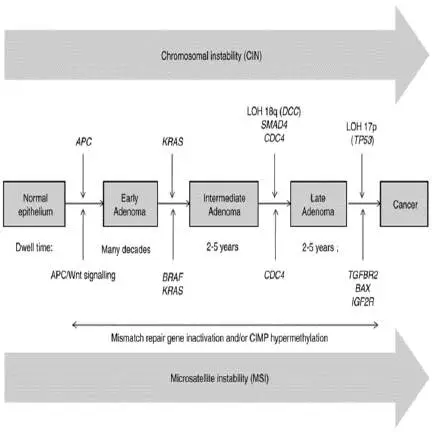 Chromosomal instability (CIN)
LOH 18q (DCC)
SMAD4
CDC4
LOH 17p
(TP53)
APC
KRAS
Normal
epithelium
Early
Adenoma
Intermediate
Adenoma
Late
Adenoma
Cancer
Dwell time:
Many decades
2-5 years
2-5 years ;
APC/Wnt signalling
BRAF
KRAS
CDC4
TGFBR2
BAX
IGF2R
Mismatch repair gene inactivation and/or CIMP hypermethylation
Microsatellite instability (MSI)